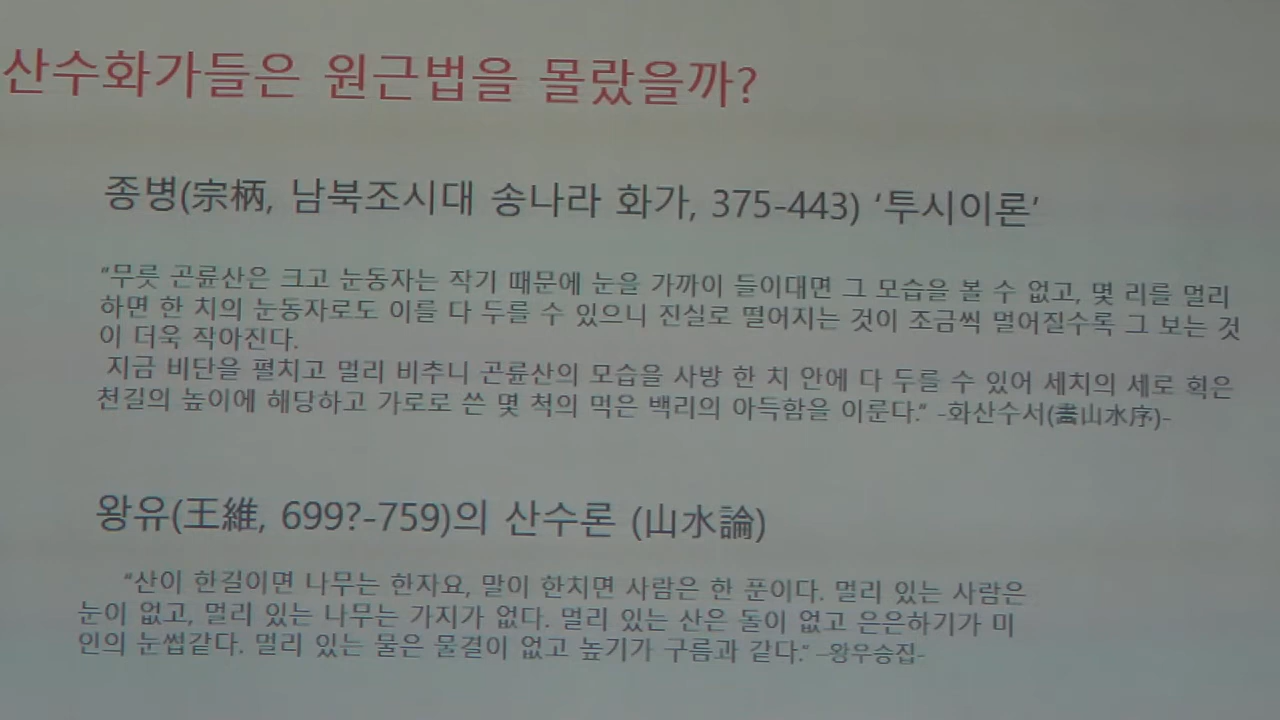 산수화가들은 원근법을 몰랐을까?
종병(宗柄, 남북조시대 송나라 화가, 375-443) ‘투시이론’
“무릇 곤륜산은 크고 눈동자는 작기 때문에 눈을 가까이 들이대면 그 모습을 볼 수 없고, 몇 리를 멀리
하면 한 치의 눈동자로도 이를 다 두를 수 있으니 진실로 떨어지는 것이 조금씩 멀어질수록 그 보는 것
이 더욱 작아진다.
지금 비단을 펼치고 멀리 비추니 곤륜산의 모습을 사방 한 치 안에 다 두를 수 있어 세치의 세로 획은
천길의 높이에 해당하고 가로로 쓴 몇 척의 먹은 백리의 아득함을 이룬다.” -화산수서(畵山水序)-
왕유(王維, 699?-759)의 산수론 (山水論)
“산이 한길이면 나무는 한자요, 말이 한치면 사람은 한 푼이다. 멀리 있는 사람은
눈이 없고, 멀리 있는 나무는 가지가 없다. 멀리 있는 산은 돌이 없고 은은하기가 미
인의 눈썹같다. 멀리 있는 물은 물결이 없고 높기가 구름과 같다.” –왕우승집-